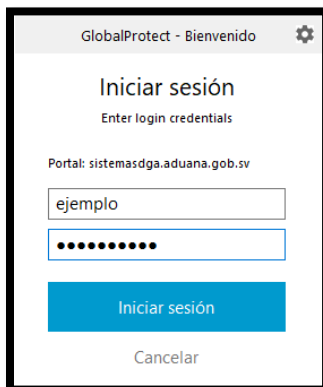 GlobalProtect - Bienvenido
Iniciar sesión
Enter login credentials
Portal: sistemasdga.aduana.gob.sv
ejemplo
●●●●●●●●●●
Iniciar sesión
Cancelar